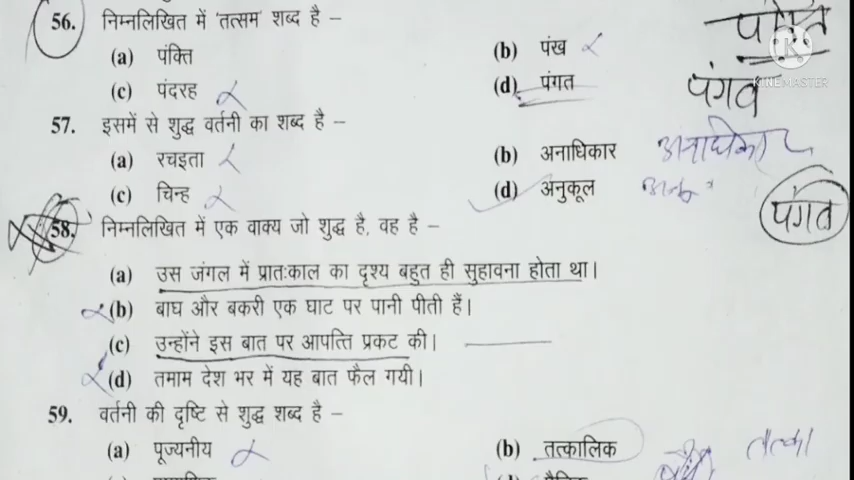 56. निम्नलिखित में 'तत्सम' शब्द है –
(a) पंक्ति (b) पंख
(c) पंदरह (d) पंगत
पंगत
KINEMASTER
57. इसमें से शुद्ध वर्तनी का शब्द है –
(a) रचइता (b) अनाधिकार
(c) चिन्ह (d) अनुकूल
पंगत
58. निम्नलिखित में एक वाक्य जो शुद्ध है, वह है –
(a) उस जंगल में प्रातःकाल का दृश्य बहुत ही सुहावना होता था।
(b) बाघ और बकरी एक घाट पर पानी पीती हैं।
(c) उन्होंने इस बात पर आपत्ति प्रकट की।
(d) तमाम देश भर में यह बात फैल गयी।
59. वर्तनी की दृष्टि से शुद्ध शब्द है –
(a) पूज्यनीय (b) तत्कालिक
तत्का